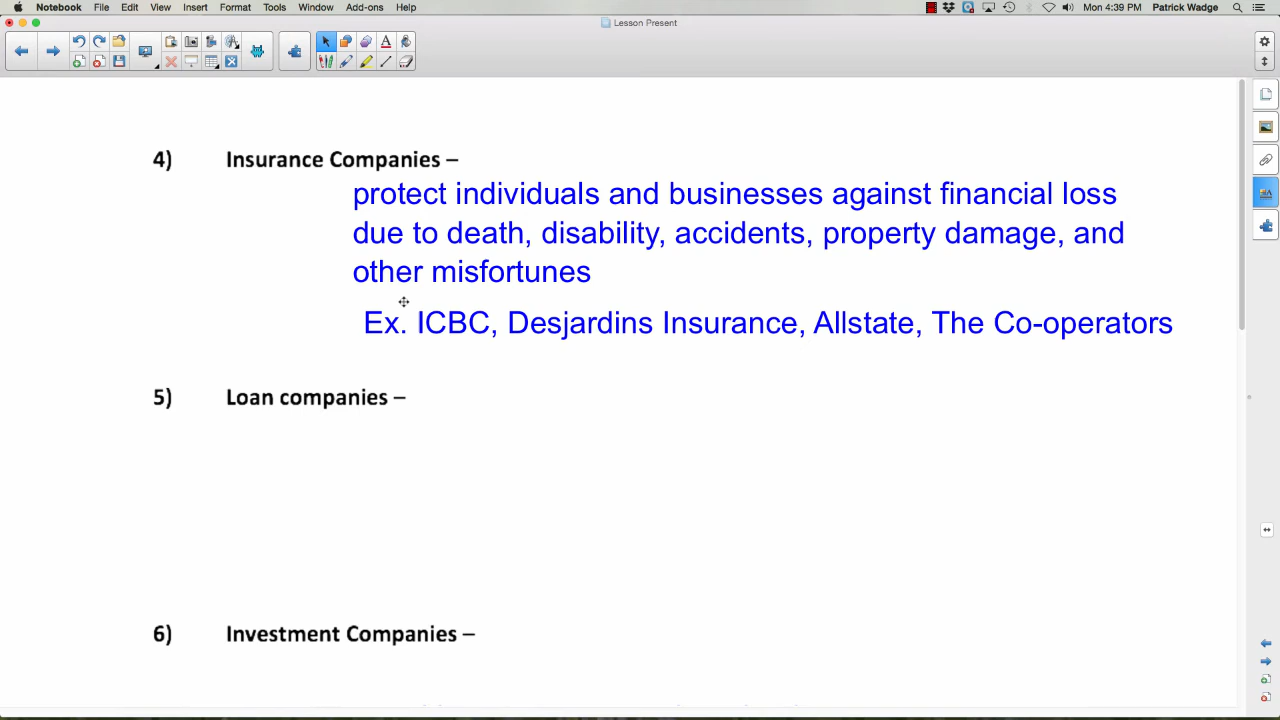 Notebook File Edit View Insert Format Tools Window Add-ons Help Mon 4:39 PM Patrick Wadge
Lesson Present
4) Insurance Companies –
protect individuals and businesses against financial loss
due to death, disability, accidents, property damage, and
other misfortunes
Ex. ICBC, Desjardins Insurance, Allstate, The Co-operators
5) Loan companies –
6) Investment Companies –